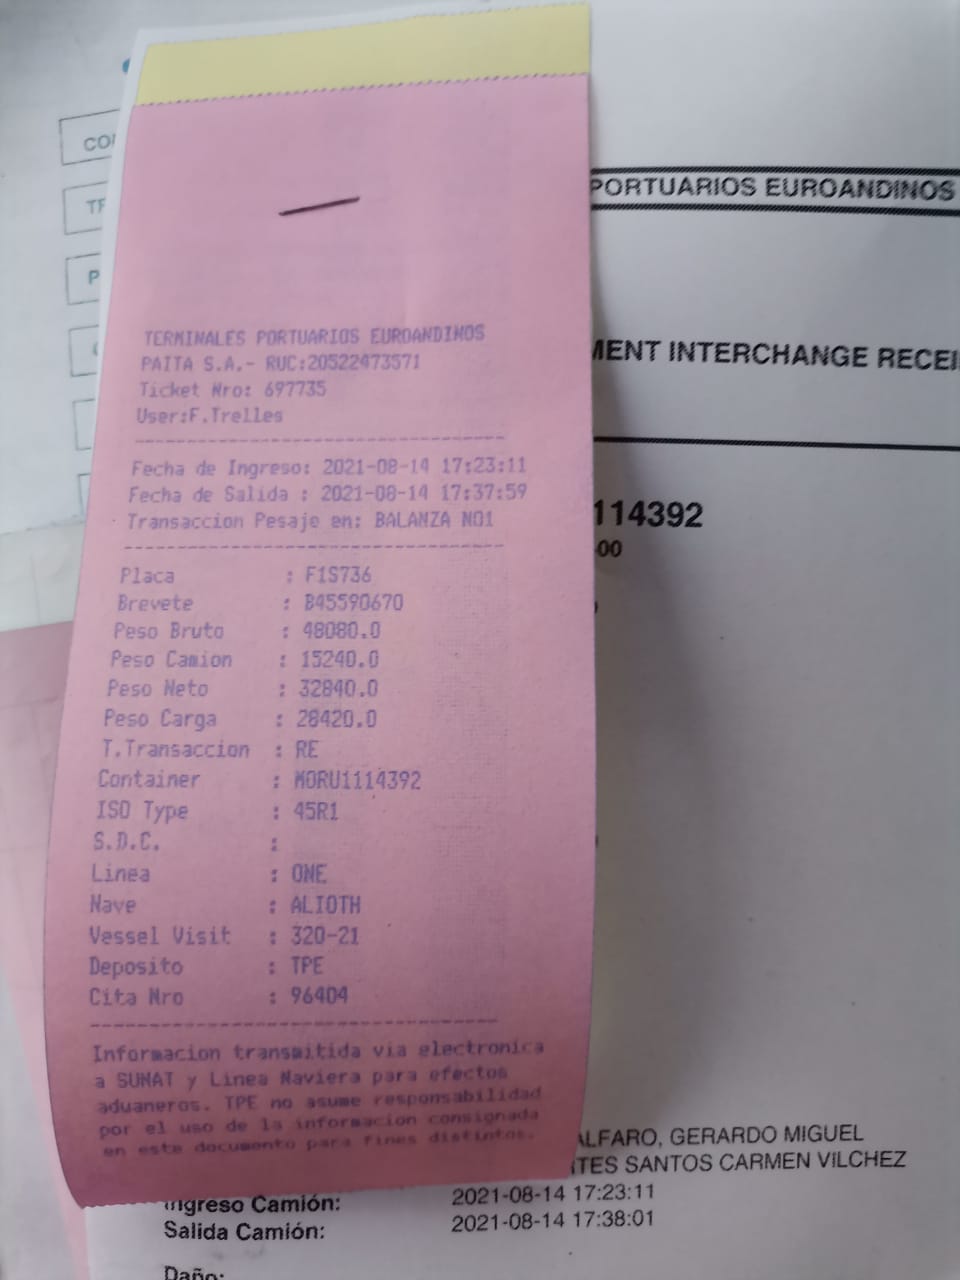 TERMINALES PORTUARIOS EUROANDINOS
PAITA S.A.- RUC:20522473571
Ticket Nro: 697735
User:F.Trelles
Fecha de Ingreso: 2021-08-14 17:23:11
Fecha de Salida : 2021-08-14 17:37:59
Transaccion Pesaje en: BALANZA NO1
Placa : F1S736
Brevete : B45590670
Peso Bruto : 48080.0
Peso Camion : 15240.0
Peso Neto : 32840.0
Peso Carga : 28420.0
T.Transaccion : RE
Container : MORU1114392
ISO Type : 45R1
S.D.C. :
Linea : ONE
Nave : ALIOTH
Vessel Visit : 320-21
Deposito : TPE
Cita Nro : 96404
Informacion transmitida via electronica
a SUNAT y Linea Naviera para efectos
aduaneros. TPE no asume responsabilidad
por el uso de la informacion consignada
en este documento para fines distintos.
PORTUARIOS EUROANDINOS
MENT INTERCHANGE RECEI
1114392
-00
ALFARO, GERARDO MIGUEL
TES SANTOS CARMEN VILCHEZ
Ingreso Camión: 2021-08-14 17:23:11
Salida Camión: 2021-08-14 17:38:01
Daño: